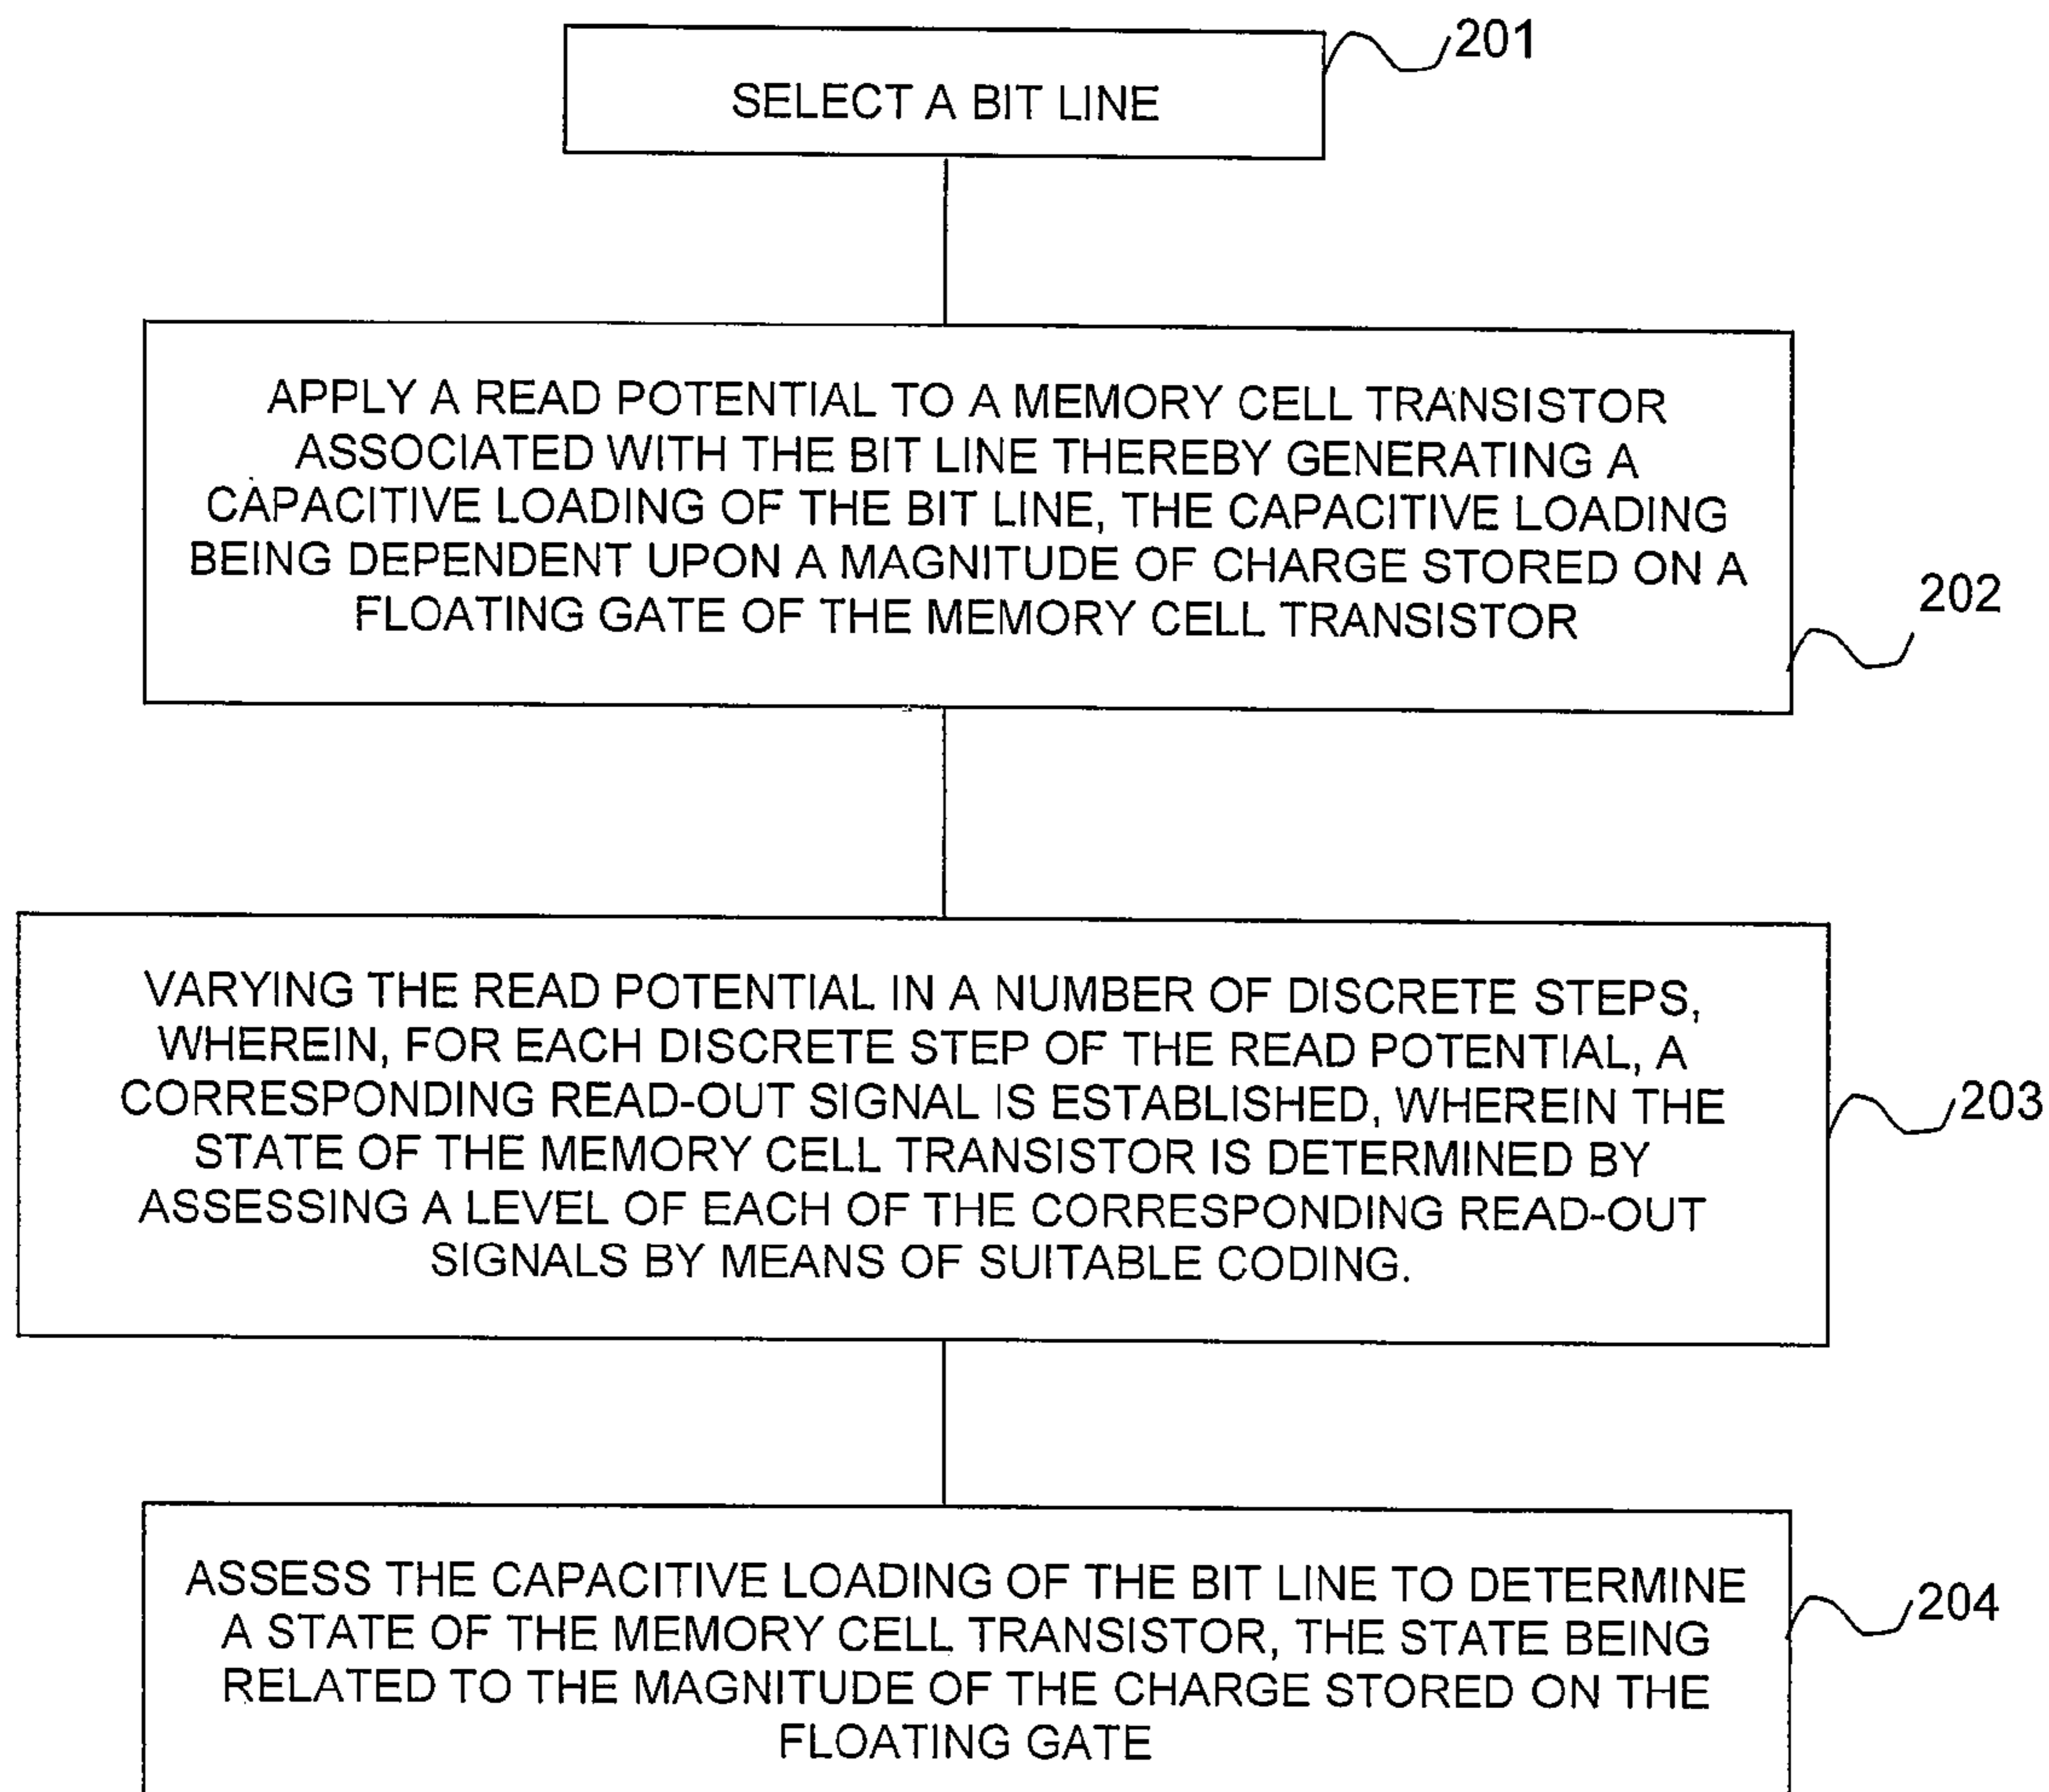 201
SELECT A BIT LINE
APPLY A READ POTENTIAL TO A MEMORY CELL TRANSISTOR
ASSOCIATED WITH THE BIT LINE THEREBY GENERATING A
CAPACITIVE LOADING OF THE BIT LINE, THE CAPACITIVE LOADING
BEING DEPENDENT UPON A MAGNITUDE OF CHARGE STORED ON A
FLOATING GATE OF THE MEMORY CELL TRANSISTOR
202
VARYING THE READ POTENTIAL IN A NUMBER OF DISCRETE STEPS,
WHEREIN, FOR EACH DISCRETE STEP OF THE READ POTENTIAL, A
CORRESPONDING READ-OUT SIGNAL IS ESTABLISHED, WHEREIN THE
STATE OF THE MEMORY CELL TRANSISTOR IS DETERMINED BY
ASSESSING A LEVEL OF EACH OF THE CORRESPONDING READ-OUT
SIGNALS BY MEANS OF SUITABLE CODING.
203
ASSESS THE CAPACITIVE LOADING OF THE BIT LINE TO DETERMINE
A STATE OF THE MEMORY CELL TRANSISTOR, THE STATE BEING
RELATED TO THE MAGNITUDE OF THE CHARGE STORED ON THE
FLOATING GATE
204